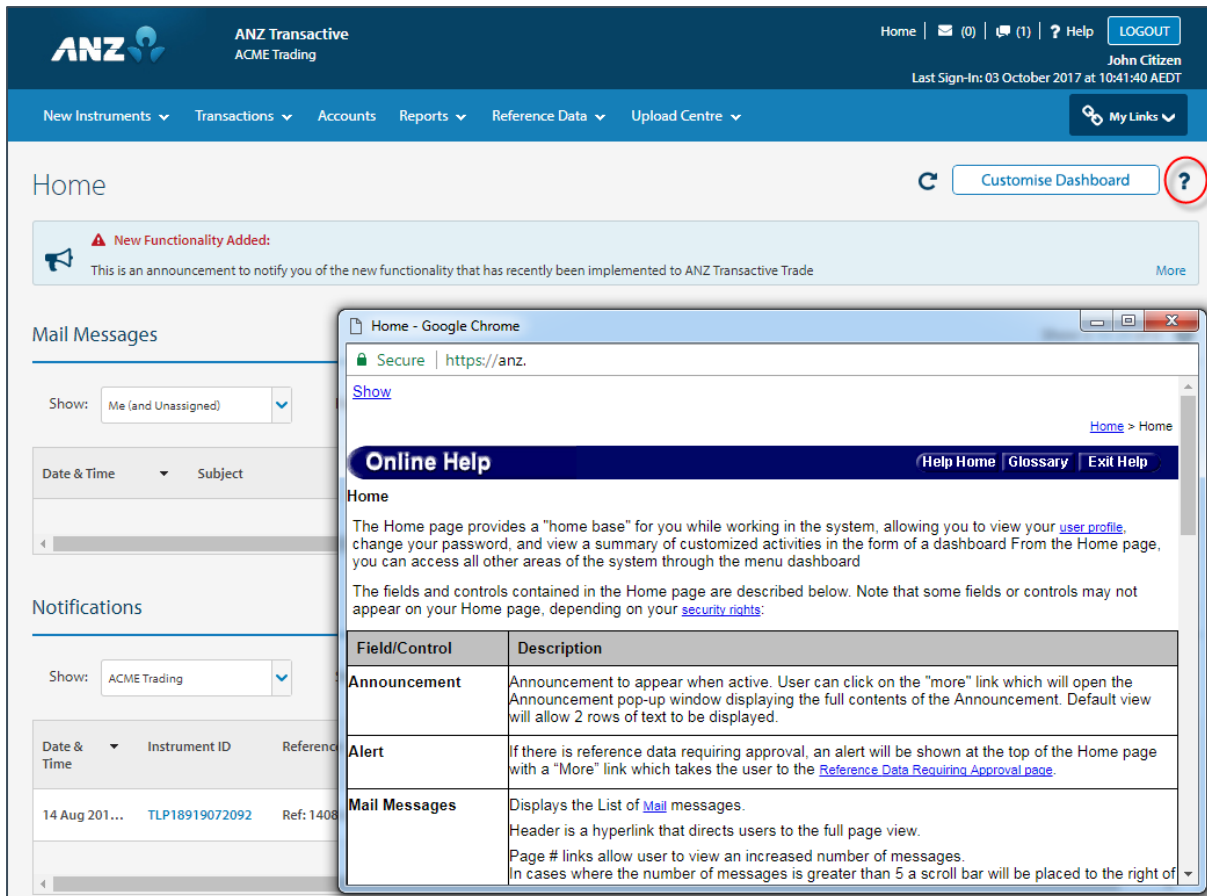 ANZ
ANZ Transactive
ACME Trading
Home | (0) | (1) | ? Help LOGOUT
John Citizen
Last Sign-In: 03 October 2017 at 10:41:40 AEDT
New Instruments Transactions Accounts Reports Reference Data Upload Centre My Links
Home
Customise Dashboard ?
New Functionality Added:
This is an announcement to notify you of the new functionality that has recently been implemented to ANZ Transactive Trade More
Mail Messages
Show: Me (and Unassigned)
Date & Time Subject
Notifications
Show: ACME Trading
Date & Time Instrument ID Reference
14 Aug 201... TLP18919072092 Ref: 1408
Home - Google Chrome
Secure | https://anz.
Show
Home > Home
Online Help Help Home Glossary Exit Help
Home
The Home page provides a "home base" for you while working in the system, allowing you to view your user profile,
change your password, and view a summary of customized activities in the form of a dashboard From the Home page,
you can access all other areas of the system through the menu dashboard
The fields and controls contained in the Home page are described below. Note that some fields or controls may not
appear on your Home page, depending on your security rights:
Field/Control Description
Announcement Announcement to appear when active. User can click on the "more" link which will open the
Announcement pop-up window displaying the full contents of the Announcement. Default view
will allow 2 rows of text to be displayed.
Alert If there is reference data requiring approval, an alert will be shown at the top of the Home page
with a “More” link which takes the user to the Reference Data Requiring Approval page.
Mail Messages Displays the List of Mail messages.
Header is a hyperlink that directs users to the full page view.
Page # links allow user to view an increased number of messages.
In cases where the number of messages is greater than 5 a scroll bar will be placed to the right of